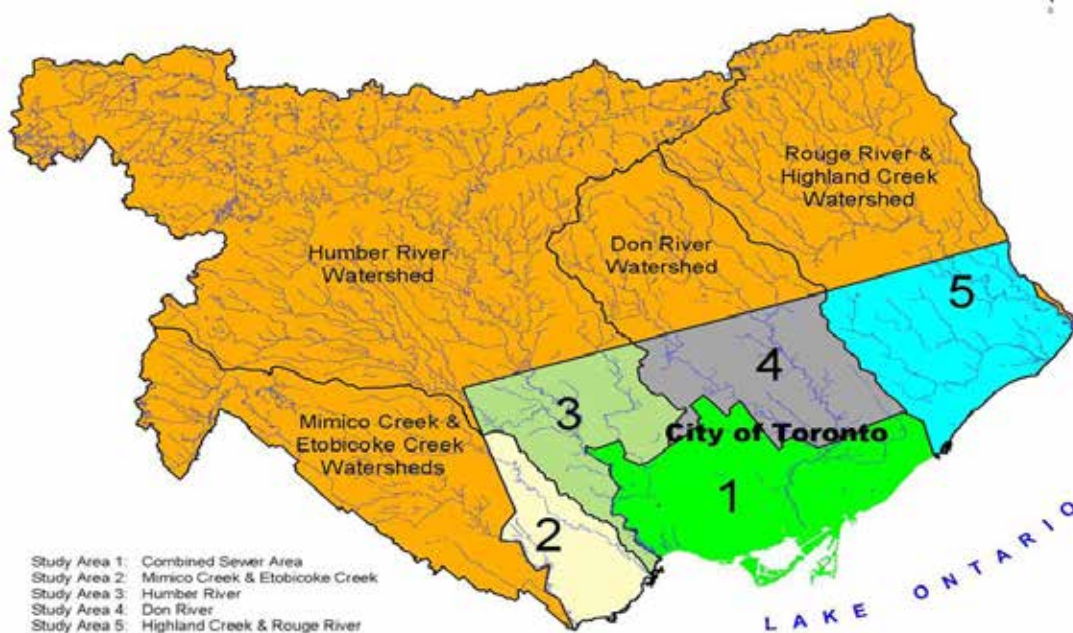 Rouge River &
Highland Creek
Watershed
Humber River
Watershed
Don River
Watershed
5
4
3
Mimico Creek &
Etobicoke Creek
Watersheds
City of Toronto
1
2
Study Area 1: Combined Sewer Area
Study Area 2: Mimico Creek & Etobicoke Creek
Study Area 3: Humber River
Study Area 4: Don River
Study Area 5: Highland Creek & Rouge River
LAKE ONTARIO